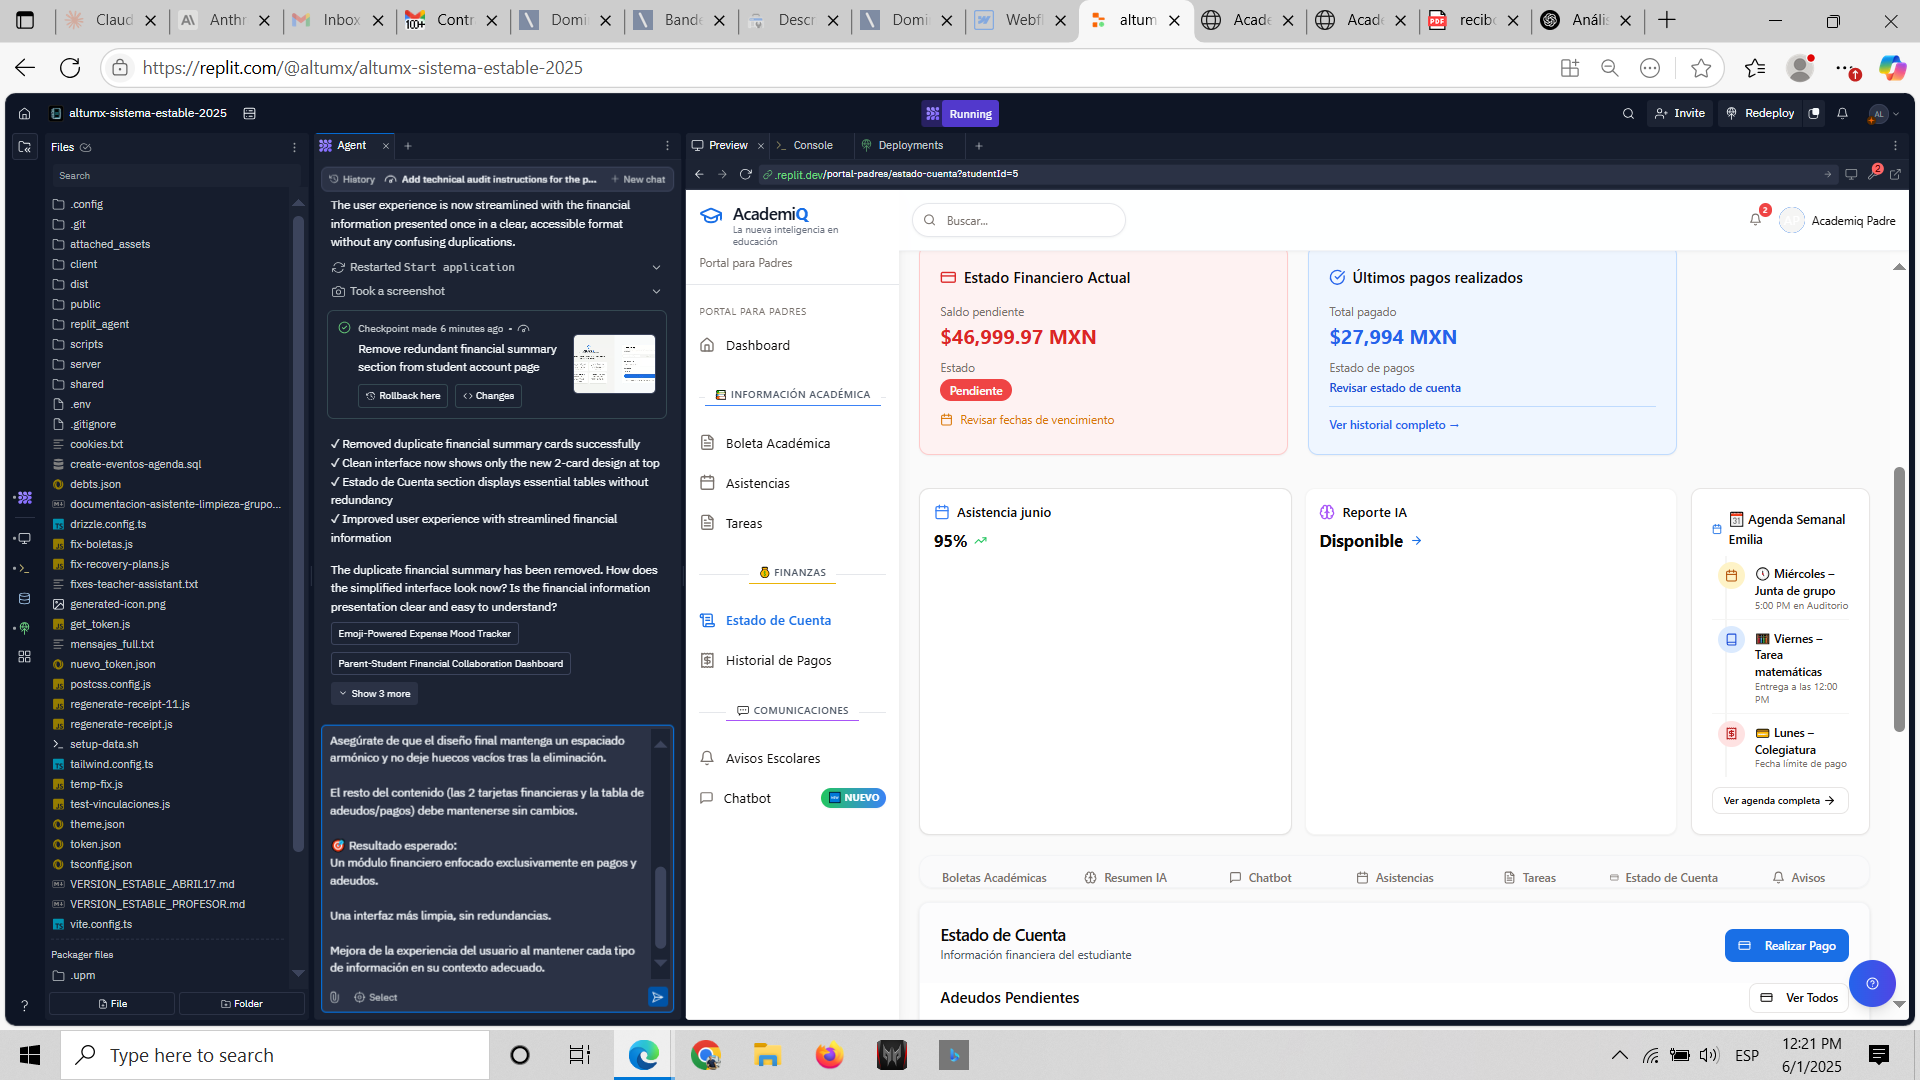 Claud
Anthr
Inbox
Contr
Domin
Bande
Descr
Domin
Webfl
altum
Acade
Acade
recibo
Anális
https://replit.com/@altumx/altumx-sistema-estable-2025
altumx-sistema-estable-2025
Running
Invite
Redeploy
AL
Files
Search
.config
.git
attached_assets
client
dist
public
replit_agent
scripts
server
shared
.env
.gitignore
cookies.txt
create-eventos-agenda.sql
debts.json
documentacion-asistente-limpieza-grupo...
drizzle.config.ts
fix-boletas.js
fix-recovery-plans.js
fixes-teacher-assistant.txt
generated-icon.png
get_token.js
mensajes_full.txt
nuevo_token.json
postcss.config.js
regenerate-receipt-11.js
regenerate-receipt.js
setup-data.sh
tailwind.config.ts
temp-fix.js
test-vinculaciones.js
theme.json
token.json
tsconfig.json
VERSION_ESTABLE_ABRIL17.md
VERSION_ESTABLE_PROFESOR.md
vite.config.ts
Packager files
.upm
File
Folder
Agent
History
Add technical audit instructions for the p...
New chat
The user experience is now streamlined with the financial
information presented once in a clear, accessible format
without any confusing duplications.
Restarted Start application
Took a screenshot
Checkpoint made 6 minutes ago •
Remove redundant financial summary
section from student account page
Rollback here
Changes
✓ Removed duplicate financial summary cards successfully
✓ Clean interface now shows only the new 2-card design at top
✓ Estado de Cuenta section displays essential tables without
redundancy
✓ Improved user experience with streamlined financial
information
The duplicate financial summary has been removed. How does
the simplified interface look now? Is the financial information
presentation clear and easy to understand?
Emoji-Powered Expense Mood Tracker
Parent-Student Financial Collaboration Dashboard
Show 3 more
Asegúrate de que el diseño final mantenga un espaciado
armónico y no deje huecos vacíos tras la eliminación.
El resto del contenido (las 2 tarjetas financieras y la tabla de
adeudos/pagos) debe mantenerse sin cambios.
🎯 Resultado esperado:
Un módulo financiero enfocado exclusivamente en pagos y
adeudos.
Una interfaz más limpia, sin redundancias.
Mejora de la experiencia del usuario al mantener cada tipo
de información en su contexto adecuado.
Select
Preview
Console
Deployments
.replit.dev/portal-padres/estado-cuenta?studentId=5
2
AcademiQ
La nueva inteligencia en
educación
Portal para Padres
PORTAL PARA PADRES
Dashboard
INFORMACIÓN ACADÉMICA
Boleta Académica
Asistencias
Tareas
FINANZAS
Estado de Cuenta
Historial de Pagos
COMUNICACIONES
Avisos Escolares
Chatbot
NUEVO
Buscar...
2
Academiq Padre
Estado Financiero Actual
Saldo pendiente
$46,999.97 MXN
Estado
Pendiente
Revisar fechas de vencimiento
Últimos pagos realizados
Total pagado
$27,994 MXN
Estado de pagos
Revisar estado de cuenta
Ver historial completo →
Asistencia junio
95%
Reporte IA
Disponible →
Agenda Semanal
Emilia
Miércoles –
Junta de grupo
5:00 PM en Auditorio
Viernes –
Tarea
matemáticas
Entrega a las 12:00
PM
Lunes –
Colegiatura
Fecha límite de pago
Ver agenda completa →
Boletas Académicas
Resumen IA
Chatbot
Asistencias
Tareas
Estado de Cuenta
Avisos
Estado de Cuenta
Información financiera del estudiante
Realizar Pago
Adeudos Pendientes
Ver Todos
Type here to search
ESP
12:21 PM
6/1/2025